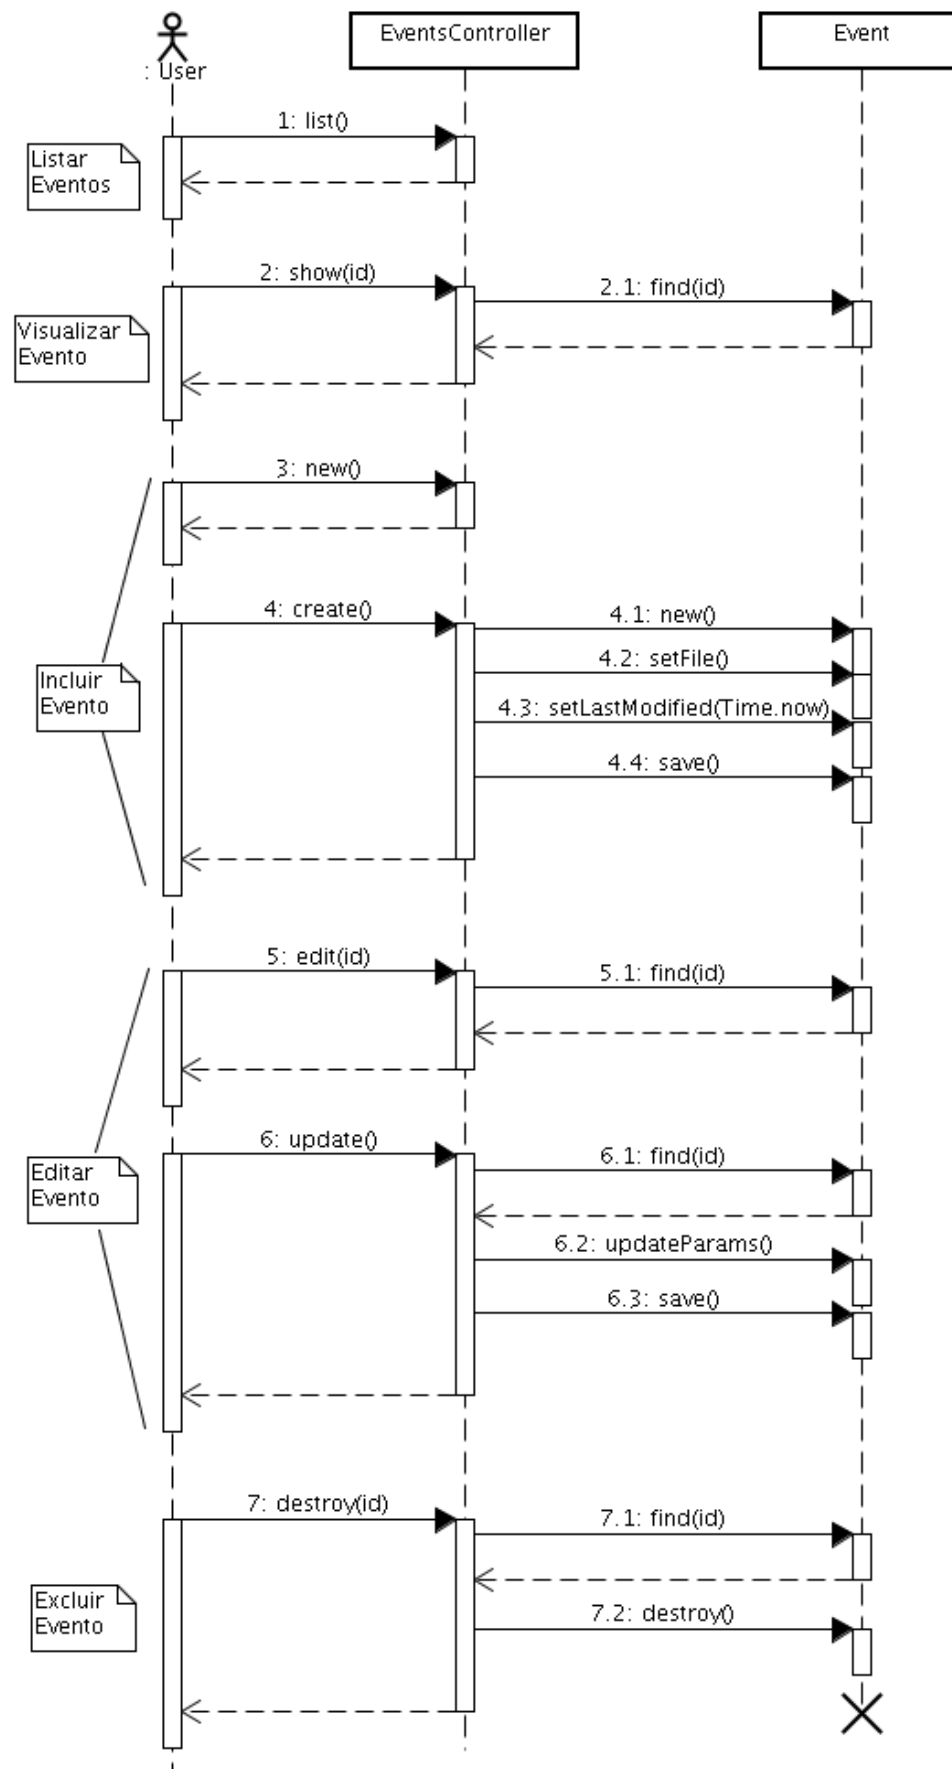 : User
EventsController
Event
1: list()
Listar
Eventos
2: show(id)
2.1: find(id)
Visualizar
Evento
3: new()
4: create()
4.1: new()
4.2: setFile()
4.3: setLastModified(Time.now)
4.4: save()
Incluir
Evento
5: edit(id)
5.1: find(id)
6: update()
6.1: find(id)
6.2: updateParams()
6.3: save()
Editar
Evento
7: destroy(id)
7.1: find(id)
7.2: destroy()
Excluir
Evento